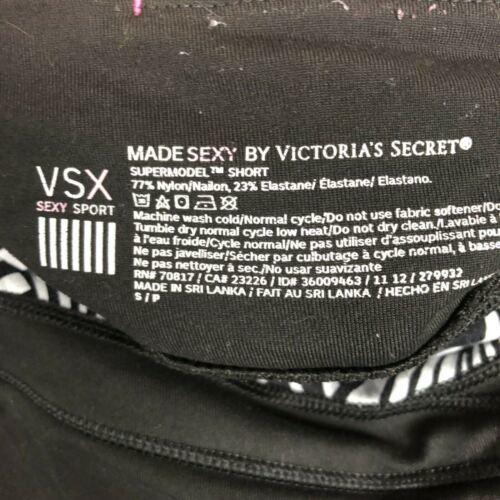 VSX
SEXY SPORT
MADE SEXY BY VICTORIA'S SECRET®
SUPERMODEL™ SHORT
77% Nylon/Nailon, 23% Elastane/ Élastane/ Elastano.
Machine wash cold/Normal cycle/Do not use fabric softener/Do
Tumble dry normal cycle low heat/Do not dry clean./Lavable à
à l'eau froide/Cycle normal/Ne pas utiliser d'assouplissant pou
Ne pas javelliser/Sécher par culbutage à cycle normal, à basse
Ne pas nettoyer à sec./No usar suavizante
RN# 70817 / CA# 23226 / ID# 36009463 / 11 12 / 279932
MADE IN SRI LANKA / FAIT AU SRI LANKA / HECHO EN SRI LAN
S / P